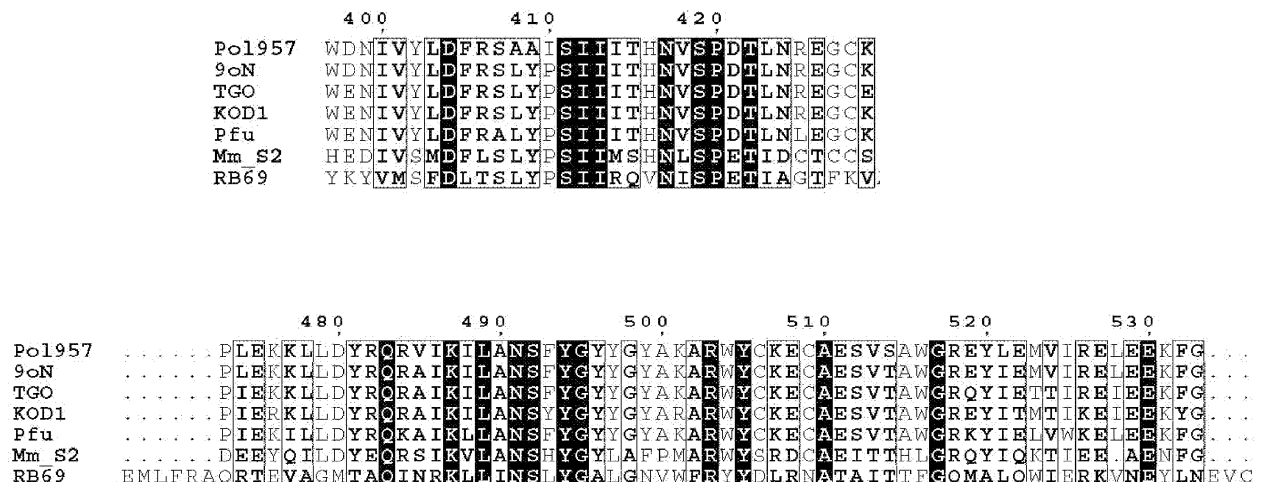 400 410 420
Pol957 WDNIVYLDFRSAAISIIITHNVSPDTLNREGCK
9oN WDNIVYLDFRSLYPSIIITHNVSPDTLNREGCK
TGO WENIVYLDFRSLYPSIIITHNVSPDTLNREGCE
KOD1 WENIVYLDFRSLYPSIIITHNVSPDTLNREGCK
Pfu WENIVYLDFRALYPSIIITHNVSPDTLNLEGCK
Mm_S2 HEDIVSMDFLSLYPSIIMSHNLSPETIDCTCCS
RB69 YKYVMSFDLTSLYPSIIRQVNISPETIAGTFKV.
480 490 500 510 520 530
Pol957 ......PLEKKLLDYRQRVIKILANSFYGYYGYAKARWYCKECAESVSAWGREYLEMVIRELEEKFG...
9oN ......PLEKKLLDYRQRAIKILANSFYGYYGYAKARWYCKECAESVTAWGREYIEMVIRELEEKFG...
TGO ......PIEKKLLDYRQRAIKILANSFYGYYGYAKARWYCKECAESVTAWGRQYIETTIREIEEKFG...
KOD1 ......PIERKLLDYRQRAIKILANSYYGYYGYARARWYCKECAESVTAWGREYITMTIKEIEEKYG...
Pfu ......PIEKILLDYRQKAIKLLANSFYGYYGYAKARWYCKECAESVTAWGRKYIELVWKELEEKFG...
Mm_S2 ......DEEYQILDYEQRSIKVLANSHYGYLAFPMARWYSRDCAEITTHLGRQYIQKTIEE.AENFG...
RB69 EMLFRAQRTEVAGMTAQINRKLLINSLYGALGNVWFRYYDLRNATAITTFGQMALQWIERKVNEYLNEVC